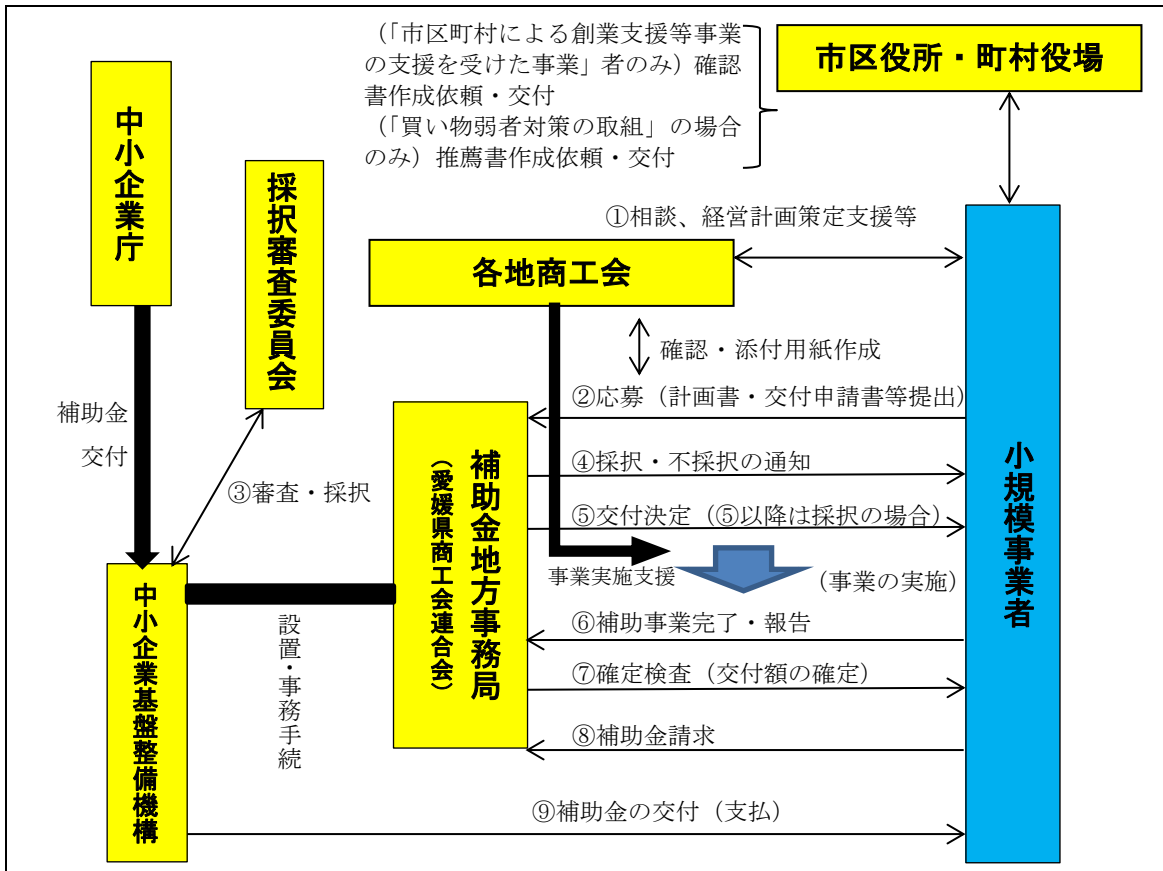 （「市区町村による創業支援等事業
の支援を受けた事業」者のみ）確認
書作成依頼・交付
（「買い物弱者対策の取組」の場合
のみ）推薦書作成依頼・交付
市区役所・町村役場
中小企業庁
採択審査委員会
①相談、経営計画策定支援等
各地商工会
確認・添付用紙作成
②応募（計画書・交付申請書等提出）
補助金
交付
③審査・採択
補助金地方事務局
（愛媛県商工会連合会）
④採択・不採択の通知
⑤交付決定（⑤以降は採択の場合）
事業実施支援
（事業の実施）
小規模事業者
中小企業基盤整備機構
設置・事務手続
⑥補助事業完了・報告
⑦確定検査（交付額の確定）
⑧補助金請求
⑨補助金の交付（支払）